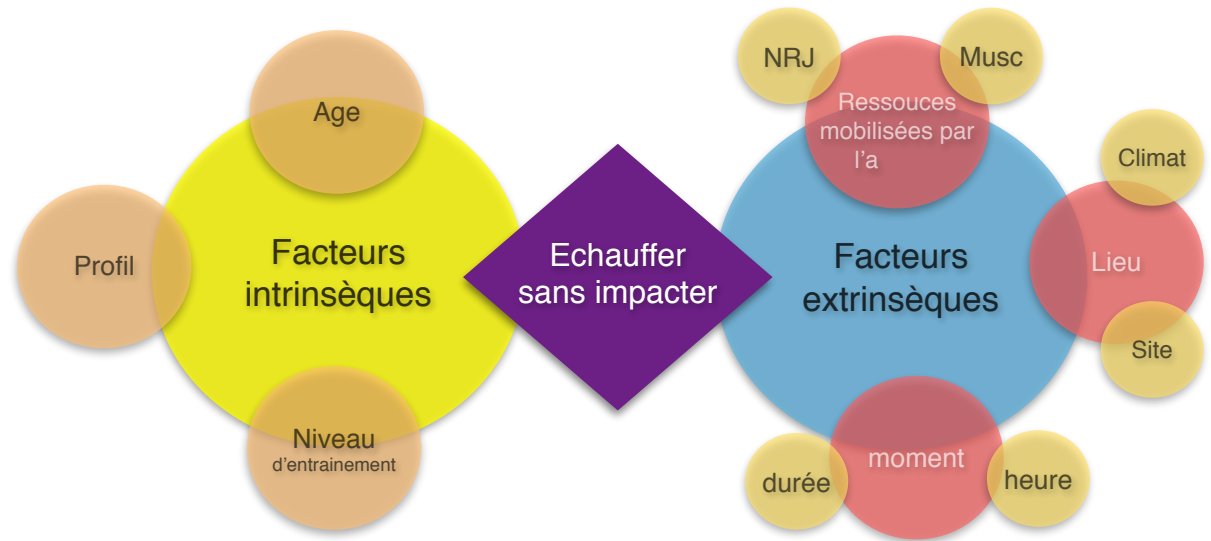 Age
Profil
Facteurs
intrinsèques
Niveau
d'entrainement
Echauffer
sans impacter
NRJ
Musc
Ressouces
mobilisées par
l'a
Facteurs
extrinsèques
Climat
Lieu
Site
moment
durée
heure